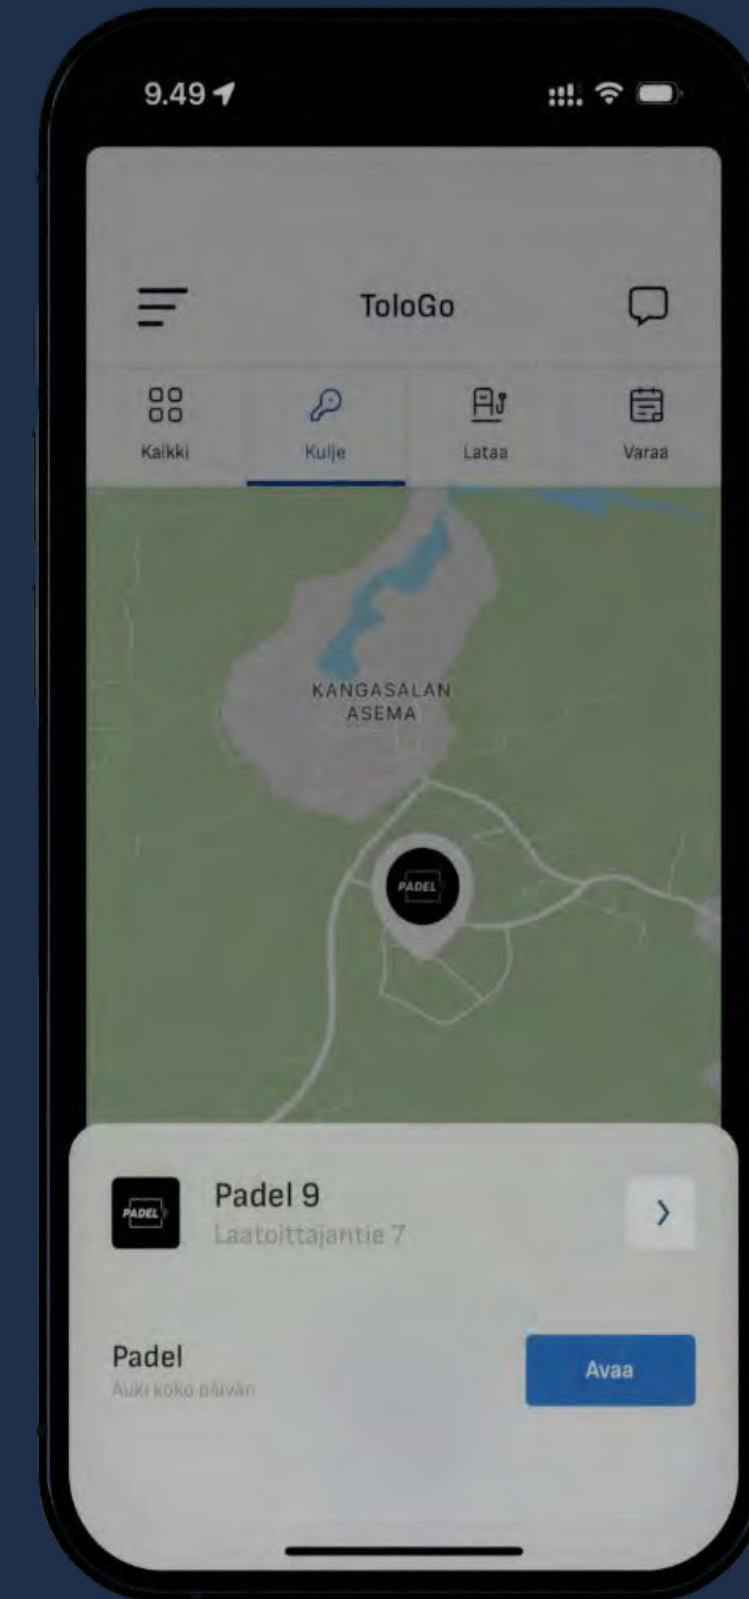 9.49
ToloGo
Kaikki
Kulje
Lataa
Varaa
KANGASALAN
ASEMA
PADEL
PADEL
Padel 9
Laatoittajantie 7
Padel
Auki koko päivän
Avaa